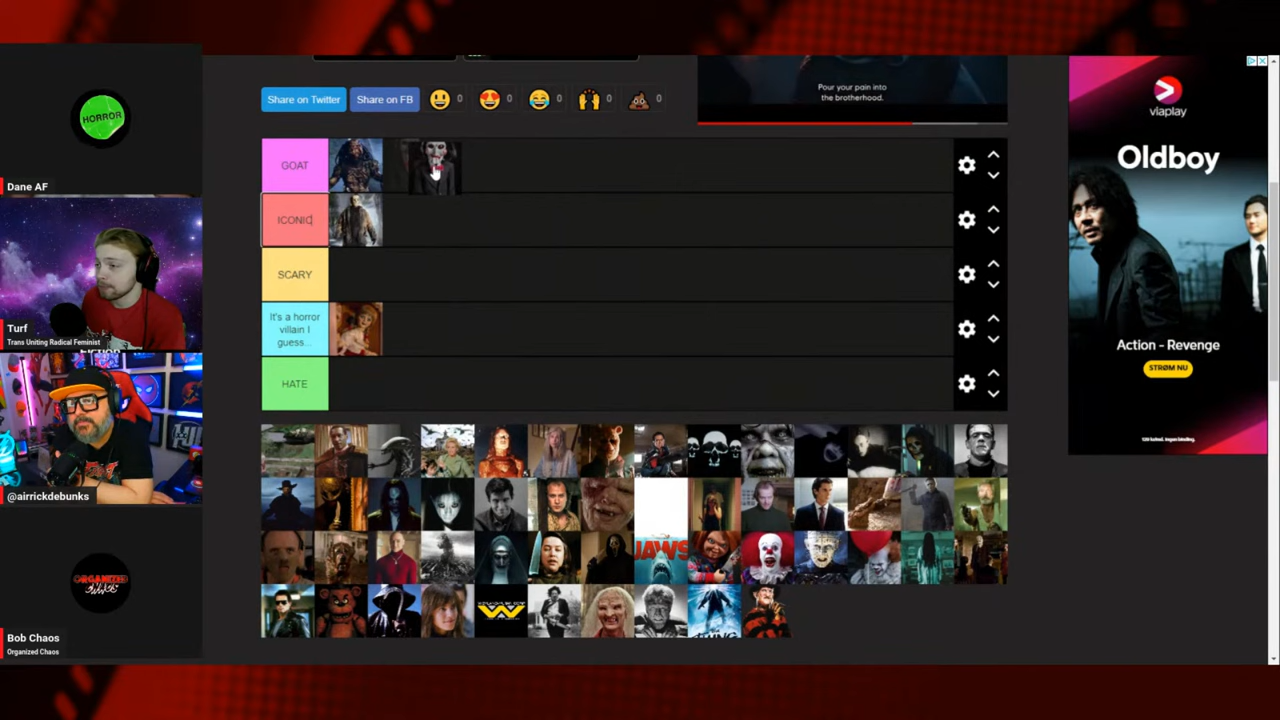 HORROR
Dane AF
Turf
Trans Uniting Radical Feminist
@airrickdebunks
ORGANIZED
Bob Chaos
Organized Chaos
Share on Twitter
Share on FB
0
0
0
0
0
Pour your pain into
the brotherhood.
GOAT
ICONIC
SCARY
It's a horror
villain I
guess...
HATE
JAWS
THING
viaplay
Oldboy
Action - Revenge
STRØM NU